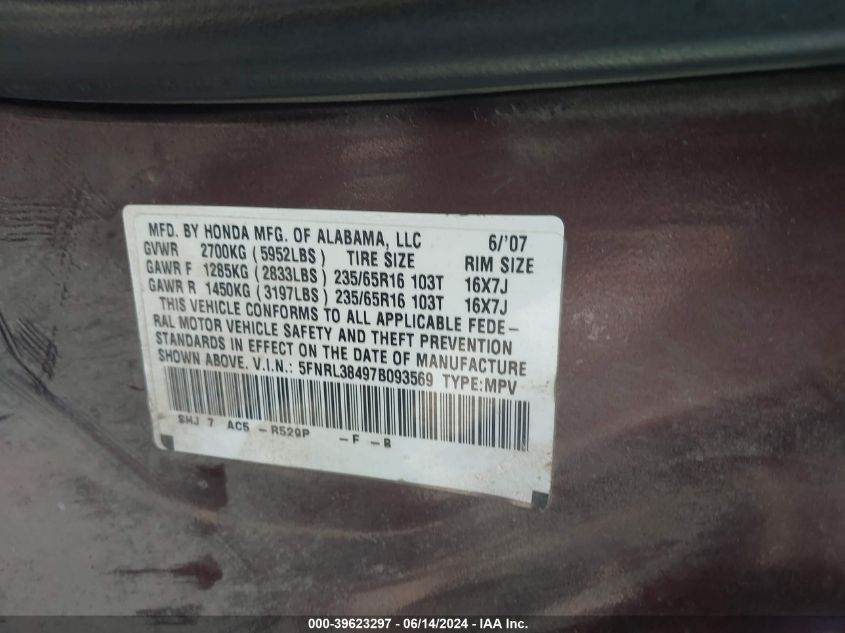 MFD. BY HONDA MFG. OF ALABAMA, LLC 6/'07
GVWR 2700KG (5952LBS) TIRE SIZE RIM SIZE
GAWR F 1285KG (2833LBS) 235/65R16 103T 16X7J
GAWR R 1450KG (3197LBS) 235/65R16 103T 16X7J
THIS VEHICLE CONFORMS TO ALL APPLICABLE FEDE-
RAL MOTOR VEHICLE SAFETY AND THEFT PREVENTION
STANDARDS IN EFFECT ON THE DATE OF MANUFACTURE
SHOWN ABOVE. V.I.N.: 5FNRL38497B093569 TYPE:MPV
SHJ 7 AC5 -R529P -F -B
000-39623297 - 06/14/2024 - IAA Inc.